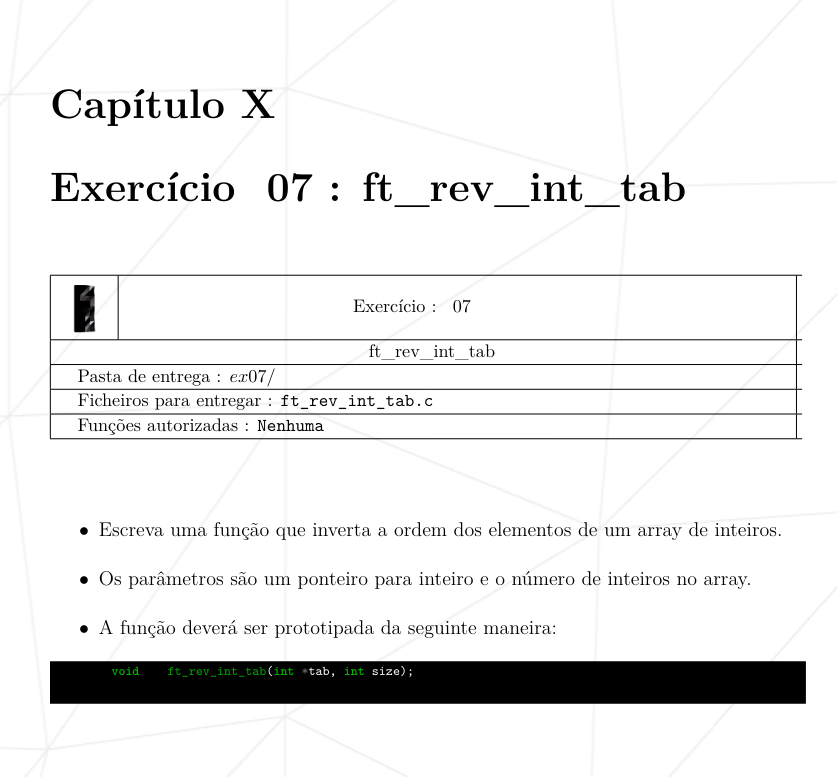 Capítulo X
Exercício 07 : ft_rev_int_tab
Exercício : 07
ft_rev_int_tab
Pasta de entrega : ex07/
Ficheiros para entregar : ft_rev_int_tab.c
Funções autorizadas : Nenhuma
• Escreva uma função que inverta a ordem dos elementos de um array de inteiros.
• Os parâmetros são um ponteiro para inteiro e o número de inteiros no array.
• A função deverá ser prototipada da seguinte maneira:
void ft_rev_int_tab(int *tab, int size);